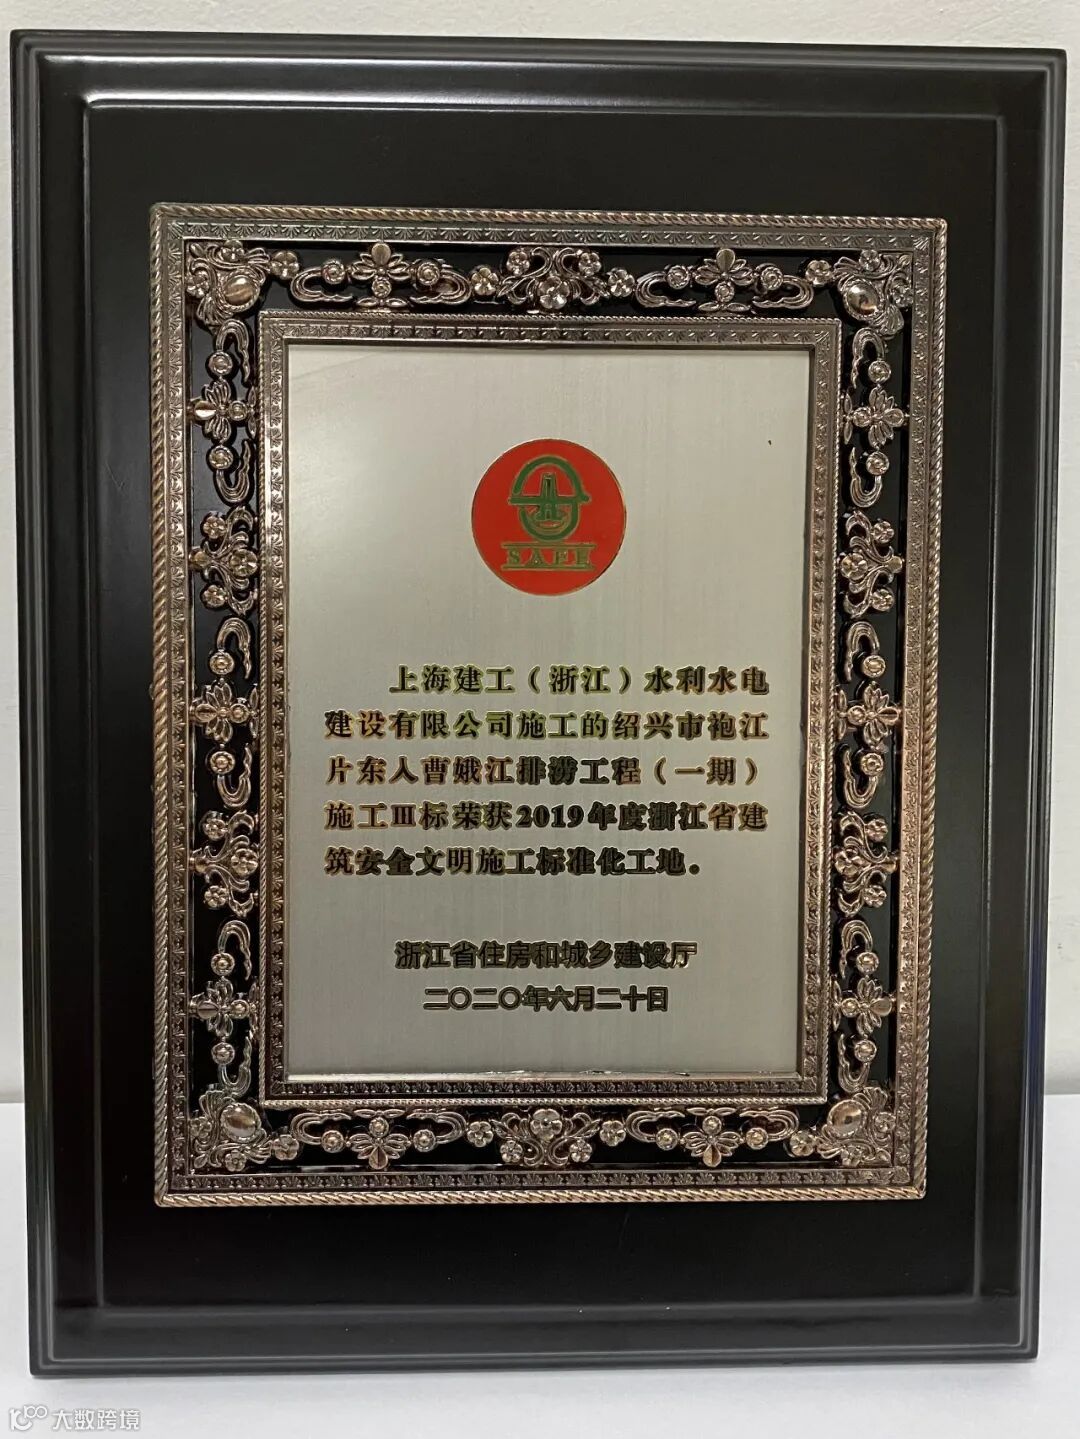 SAFE
上海建工（浙江）水利水电
建设有限公司施工的绍兴市袍江
片东入曹娥江排涝工程（一期）
施工Ⅲ标荣获2019年度浙江省建
筑安全文明施工标准化工地。
浙江省住房和城乡建设厅
二〇二〇年六月二十日
大数跨境